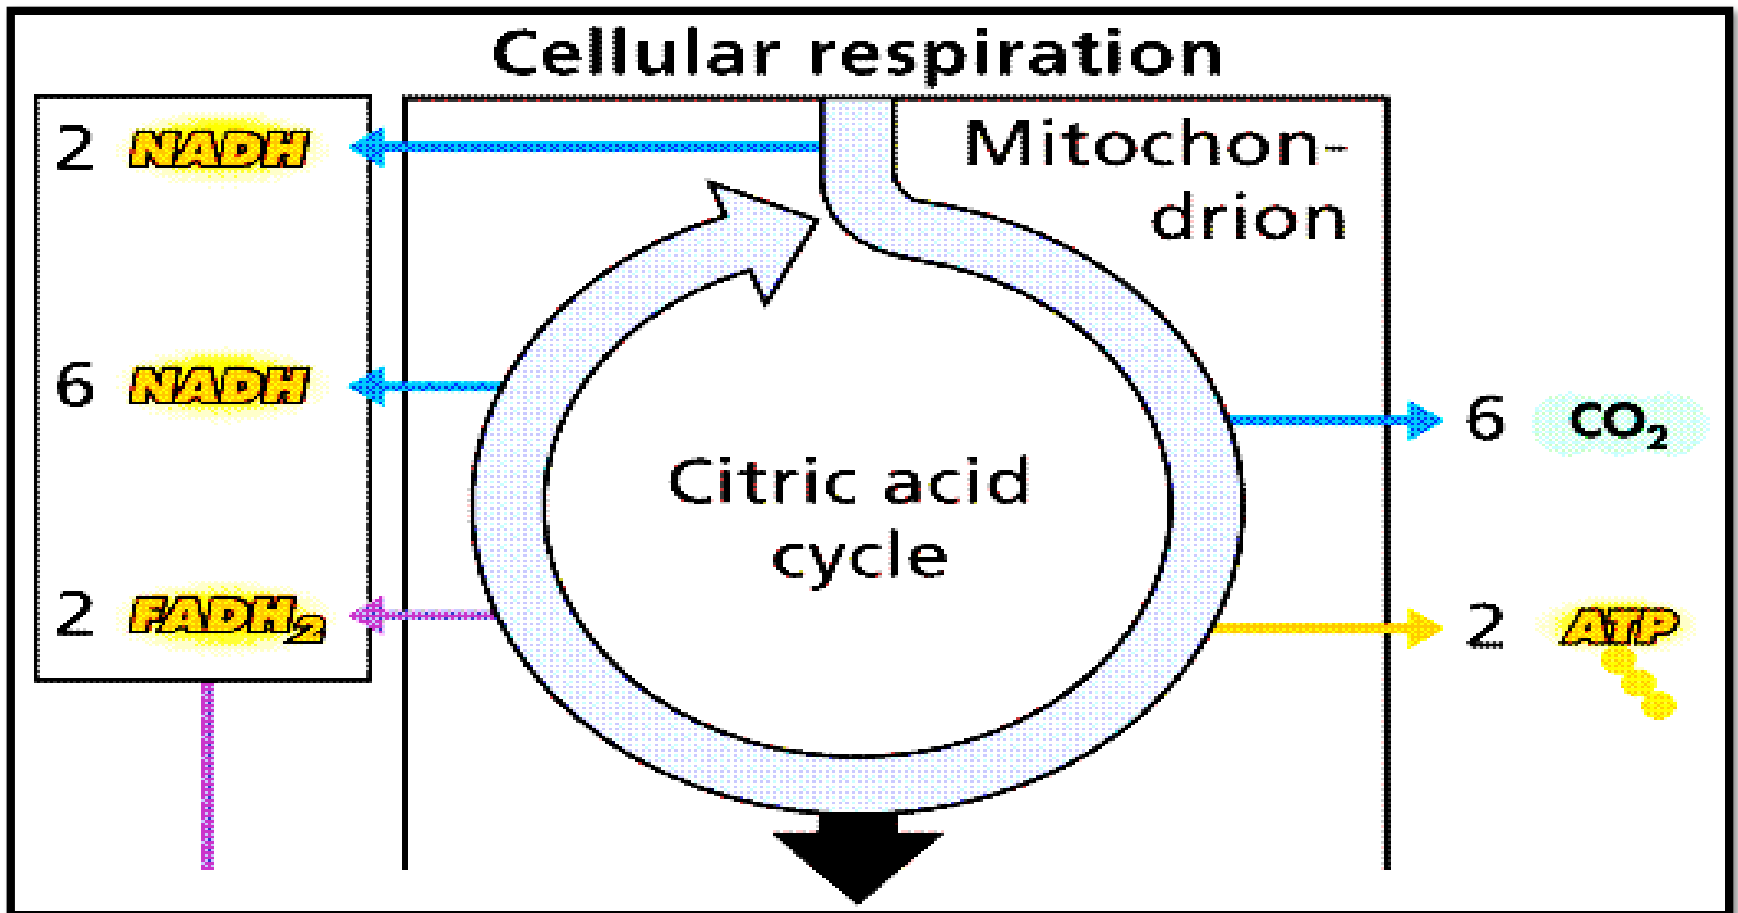 Cellular respiration
2 NADH
Mitochon-
drion
6 NADH
6 CO₂
Citric acid
cycle
2 FADH₂
2 ATP